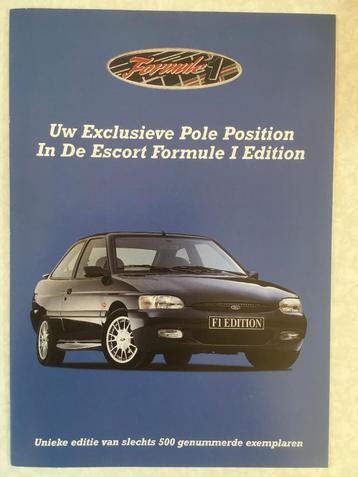 Formule 1
Uw Exclusieve Pole Position
In De Escort Formule I Edition
Ford
F1 EDITION
Unieke editie van slechts 500 genummerde exemplaren